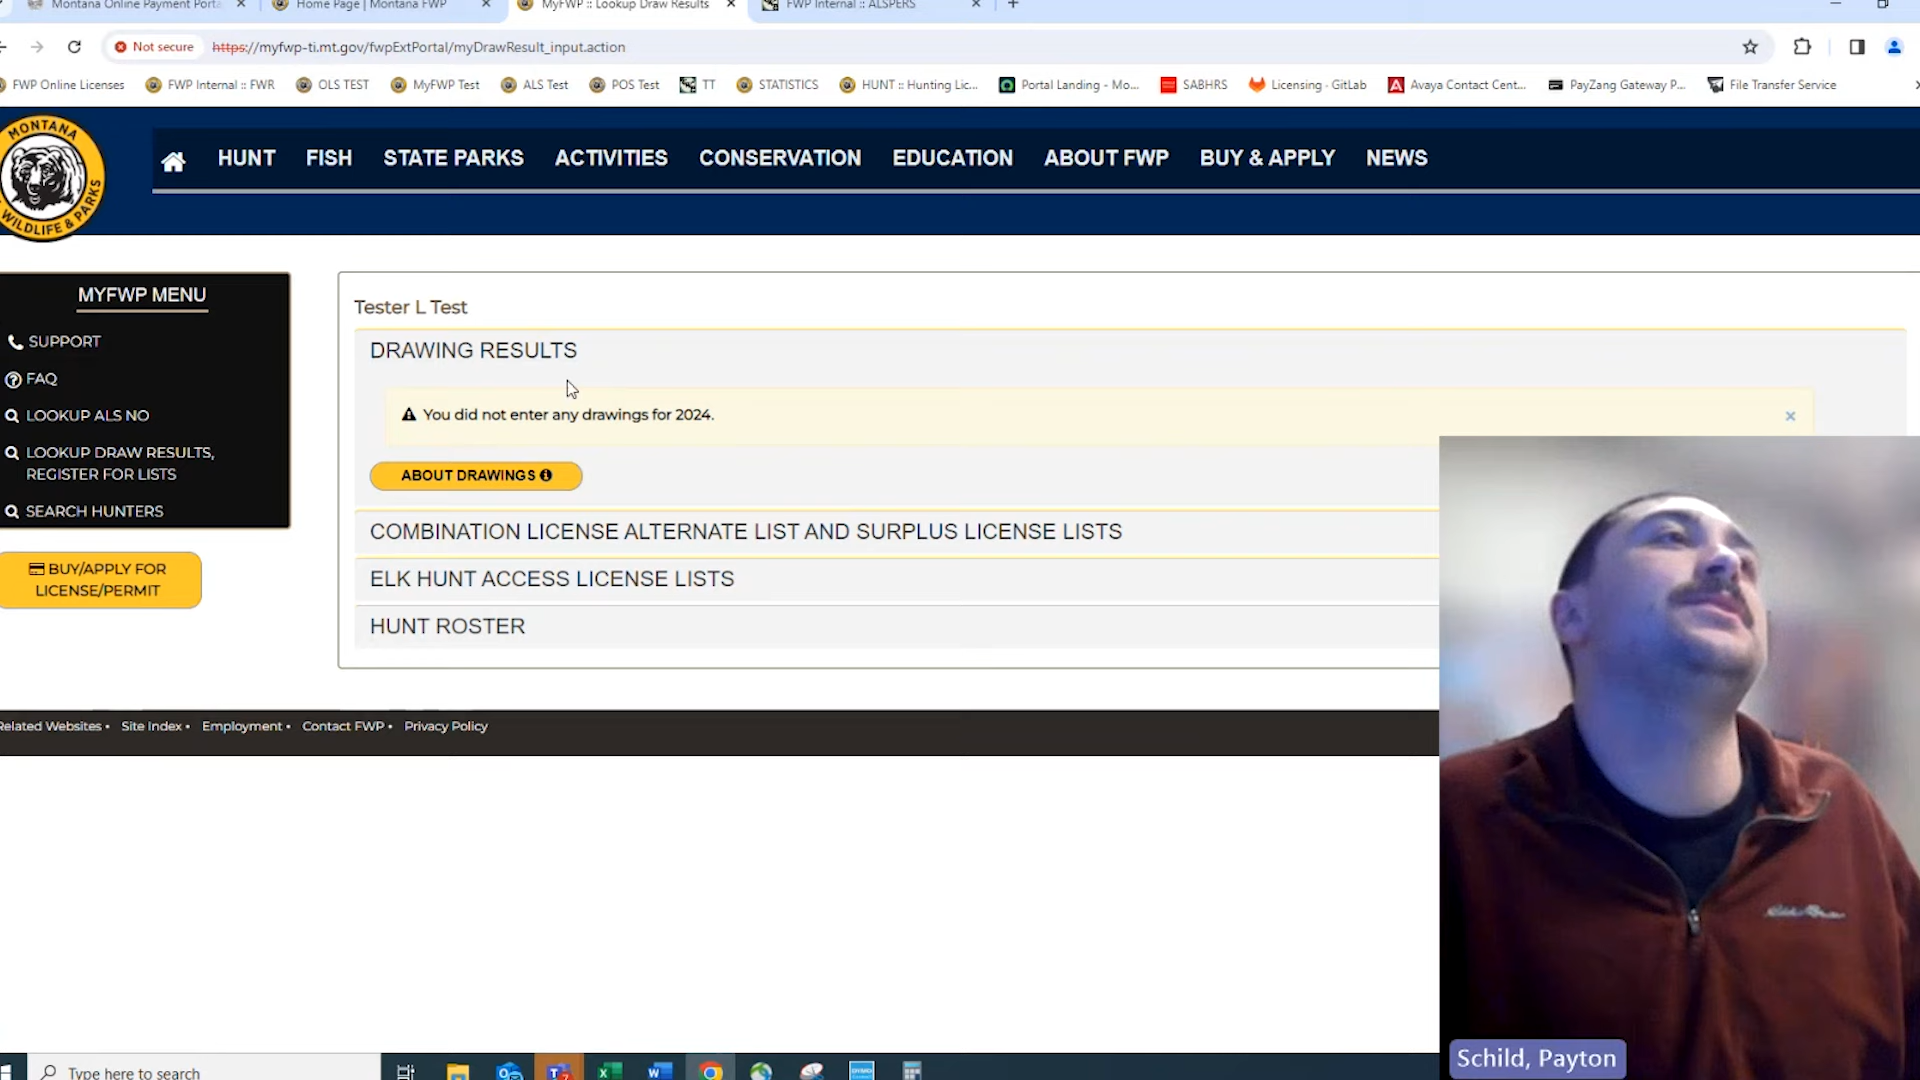 Montana Online Payment Porta
Home Page | Montana FWP
MyFWP :: Lookup Draw Results
FWP Internal :: ALSPERS
Not secure
https://myfwp-ti.mt.gov/fwpExtPortal/myDrawResult_input.action
FWP Online Licenses
FWP Internal :: FWR
OLS TEST
MyFWP Test
ALS Test
POS Test
TT
STATISTICS
HUNT :: Hunting Lic...
Portal Landing - Mo...
SABHRS
Licensing · GitLab
Avaya Contact Cent...
PayZang Gateway P...
File Transfer Service
MONTANA
WILDLIFE & PARKS
HUNT
FISH
STATE PARKS
ACTIVITIES
CONSERVATION
EDUCATION
ABOUT FWP
BUY & APPLY
NEWS
MYFWP MENU
SUPPORT
FAQ
LOOKUP ALS NO
LOOKUP DRAW RESULTS,
REGISTER FOR LISTS
SEARCH HUNTERS
BUY/APPLY FOR
LICENSE/PERMIT
Tester L Test
DRAWING RESULTS
You did not enter any drawings for 2024.
ABOUT DRAWINGS
COMBINATION LICENSE ALTERNATE LIST AND SURPLUS LICENSE LISTS
ELK HUNT ACCESS LICENSE LISTS
HUNT ROSTER
Related Websites •
Site Index •
Employment •
Contact FWP •
Privacy Policy
Schild, Payton
Type here to search